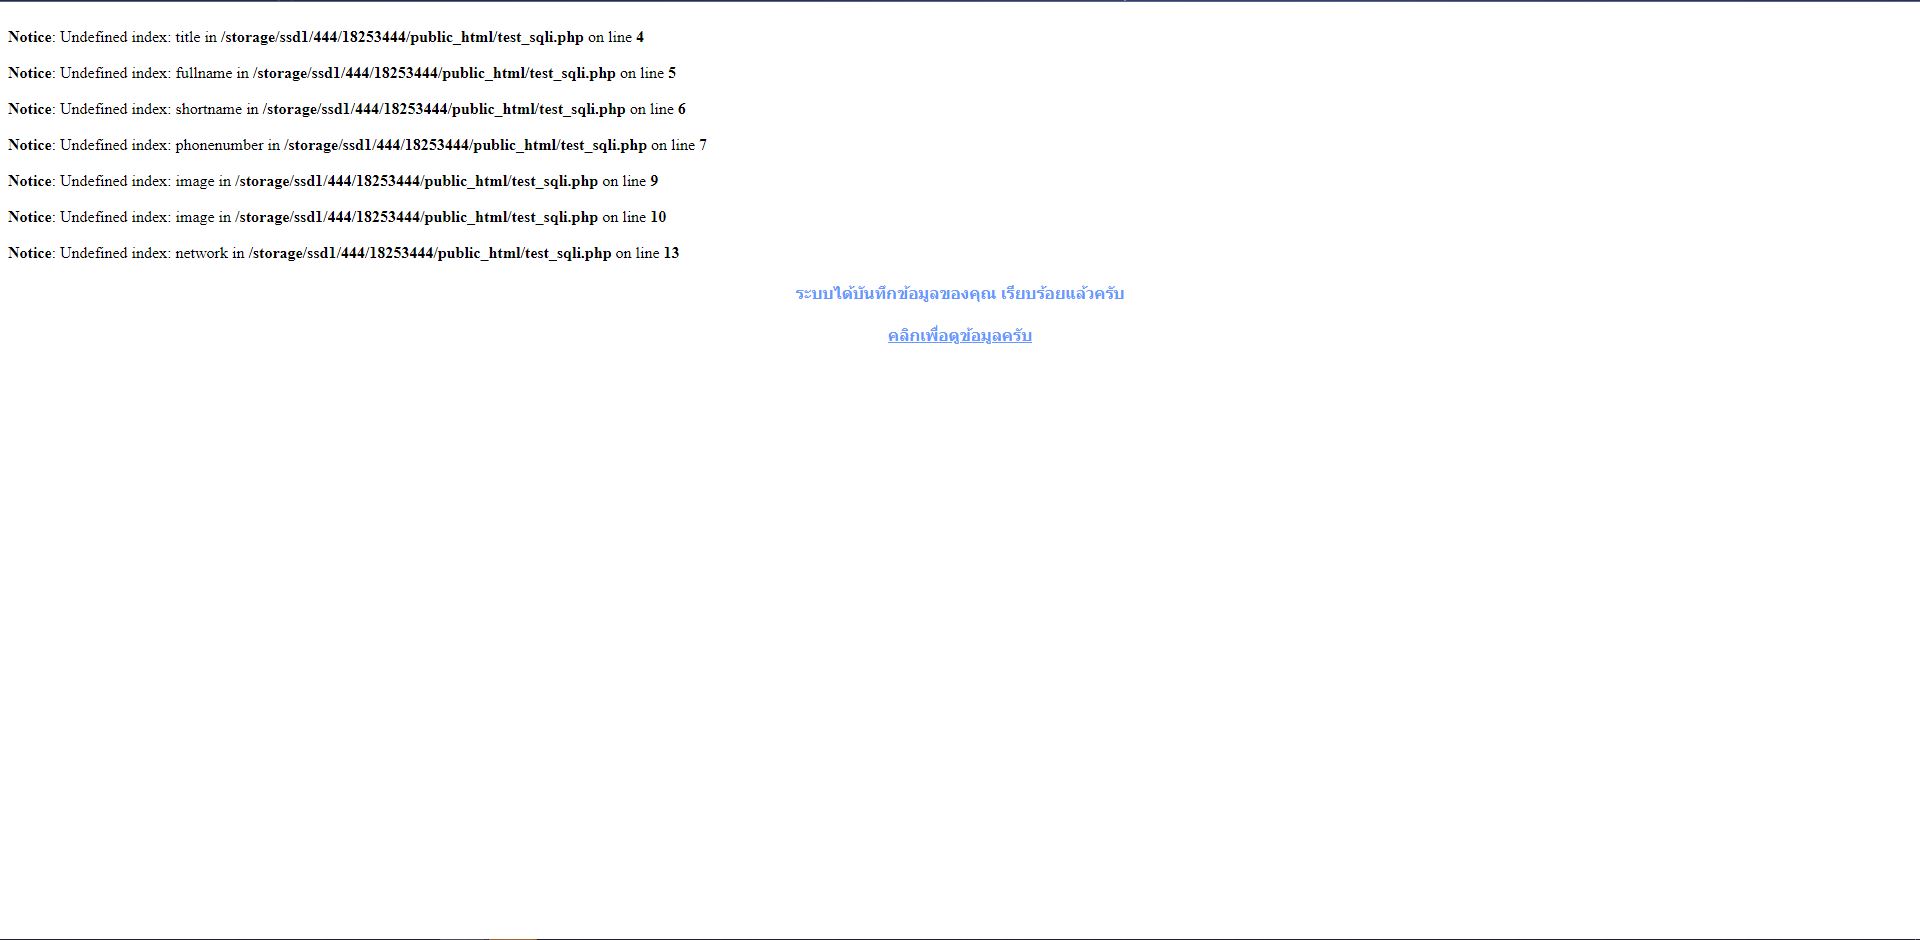 Notice: Undefined index: title in /storage/ssd1/444/18253444/public_html/test_sqli.php on line 4
Notice: Undefined index: fullname in /storage/ssd1/444/18253444/public_html/test_sqli.php on line 5
Notice: Undefined index: shortname in /storage/ssd1/444/18253444/public_html/test_sqli.php on line 6
Notice: Undefined index: phonenumber in /storage/ssd1/444/18253444/public_html/test_sqli.php on line 7
Notice: Undefined index: image in /storage/ssd1/444/18253444/public_html/test_sqli.php on line 9
Notice: Undefined index: image in /storage/ssd1/444/18253444/public_html/test_sqli.php on line 10
Notice: Undefined index: network in /storage/ssd1/444/18253444/public_html/test_sqli.php on line 13
ระบบได้บันทึกข้อมูลของคุณ เรียบร้อยแล้วครับ
คลิกเพื่อดูข้อมูลครับ